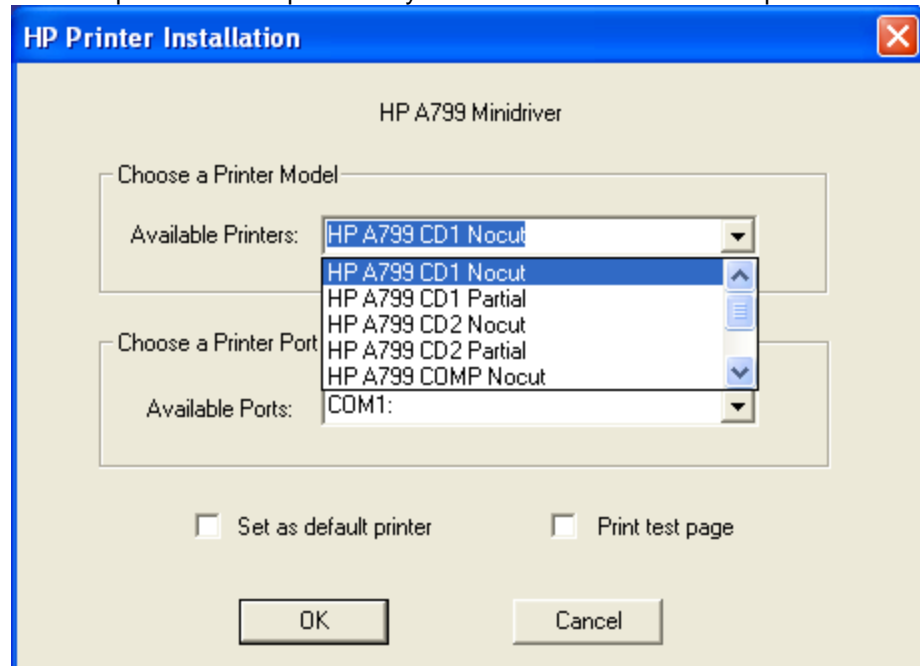 HP Printer Installation
HP A799 Minidriver
Choose a Printer Model
Available Printers: HP A799 CD1 Nocut
HP A799 CD1 Nocut
HP A799 CD1 Partial
HP A799 CD2 Nocut
HP A799 CD2 Partial
HP A799 COMP Nocut
Choose a Printer Port
Available Ports: COM1:
Set as default printer Print test page
OK Cancel